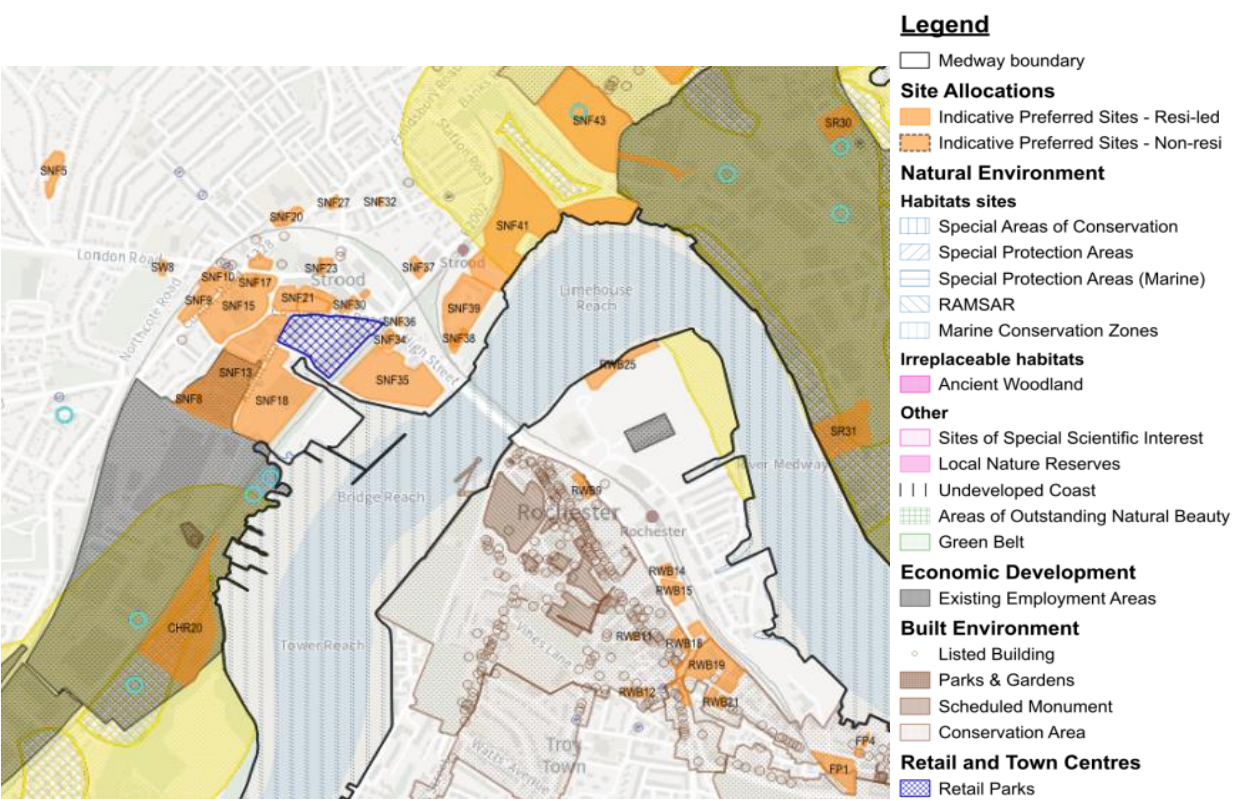 Legend
Medway boundary
Site Allocations
Indicative Preferred Sites - Resi-led
Indicative Preferred Sites - Non-resi
Natural Environment
Habitats sites
Special Areas of Conservation
Special Protection Areas
Special Protection Areas (Marine)
RAMSAR
Marine Conservation Zones
Irreplaceable habitats
Ancient Woodland
Other
Sites of Special Scientific Interest
Local Nature Reserves
Undeveloped Coast
Areas of Outstanding Natural Beauty
Green Belt
Economic Development
Existing Employment Areas
Built Environment
Listed Building
Parks & Gardens
Scheduled Monument
Conservation Area
Retail and Town Centres
Retail Parks
SNF43
SR30
SNF5
Station Road
SNF27
SNF32
SNF20
SNF41
London Road
SW8
SNF10
SNF17
SNF23
Strood
SNF37
Strood
SNF9
SNF15
SNF21
SNF30
SNF39
Limehouse
Reach
Northcote Road
SNF36
SNF34
SNF38
High Street
SNF13
SNF35
RWB25
SNF8
SNF18
SR31
River Medway
Bridge Reach
RWB9
Rochester
Rochester
RWB14
RWB15
CHR20
Tower Reach
Vines Lane
RWB11
RWB19
RWB12
RWB21
Troy
Town
Watts' Avenue
FP4
FP1